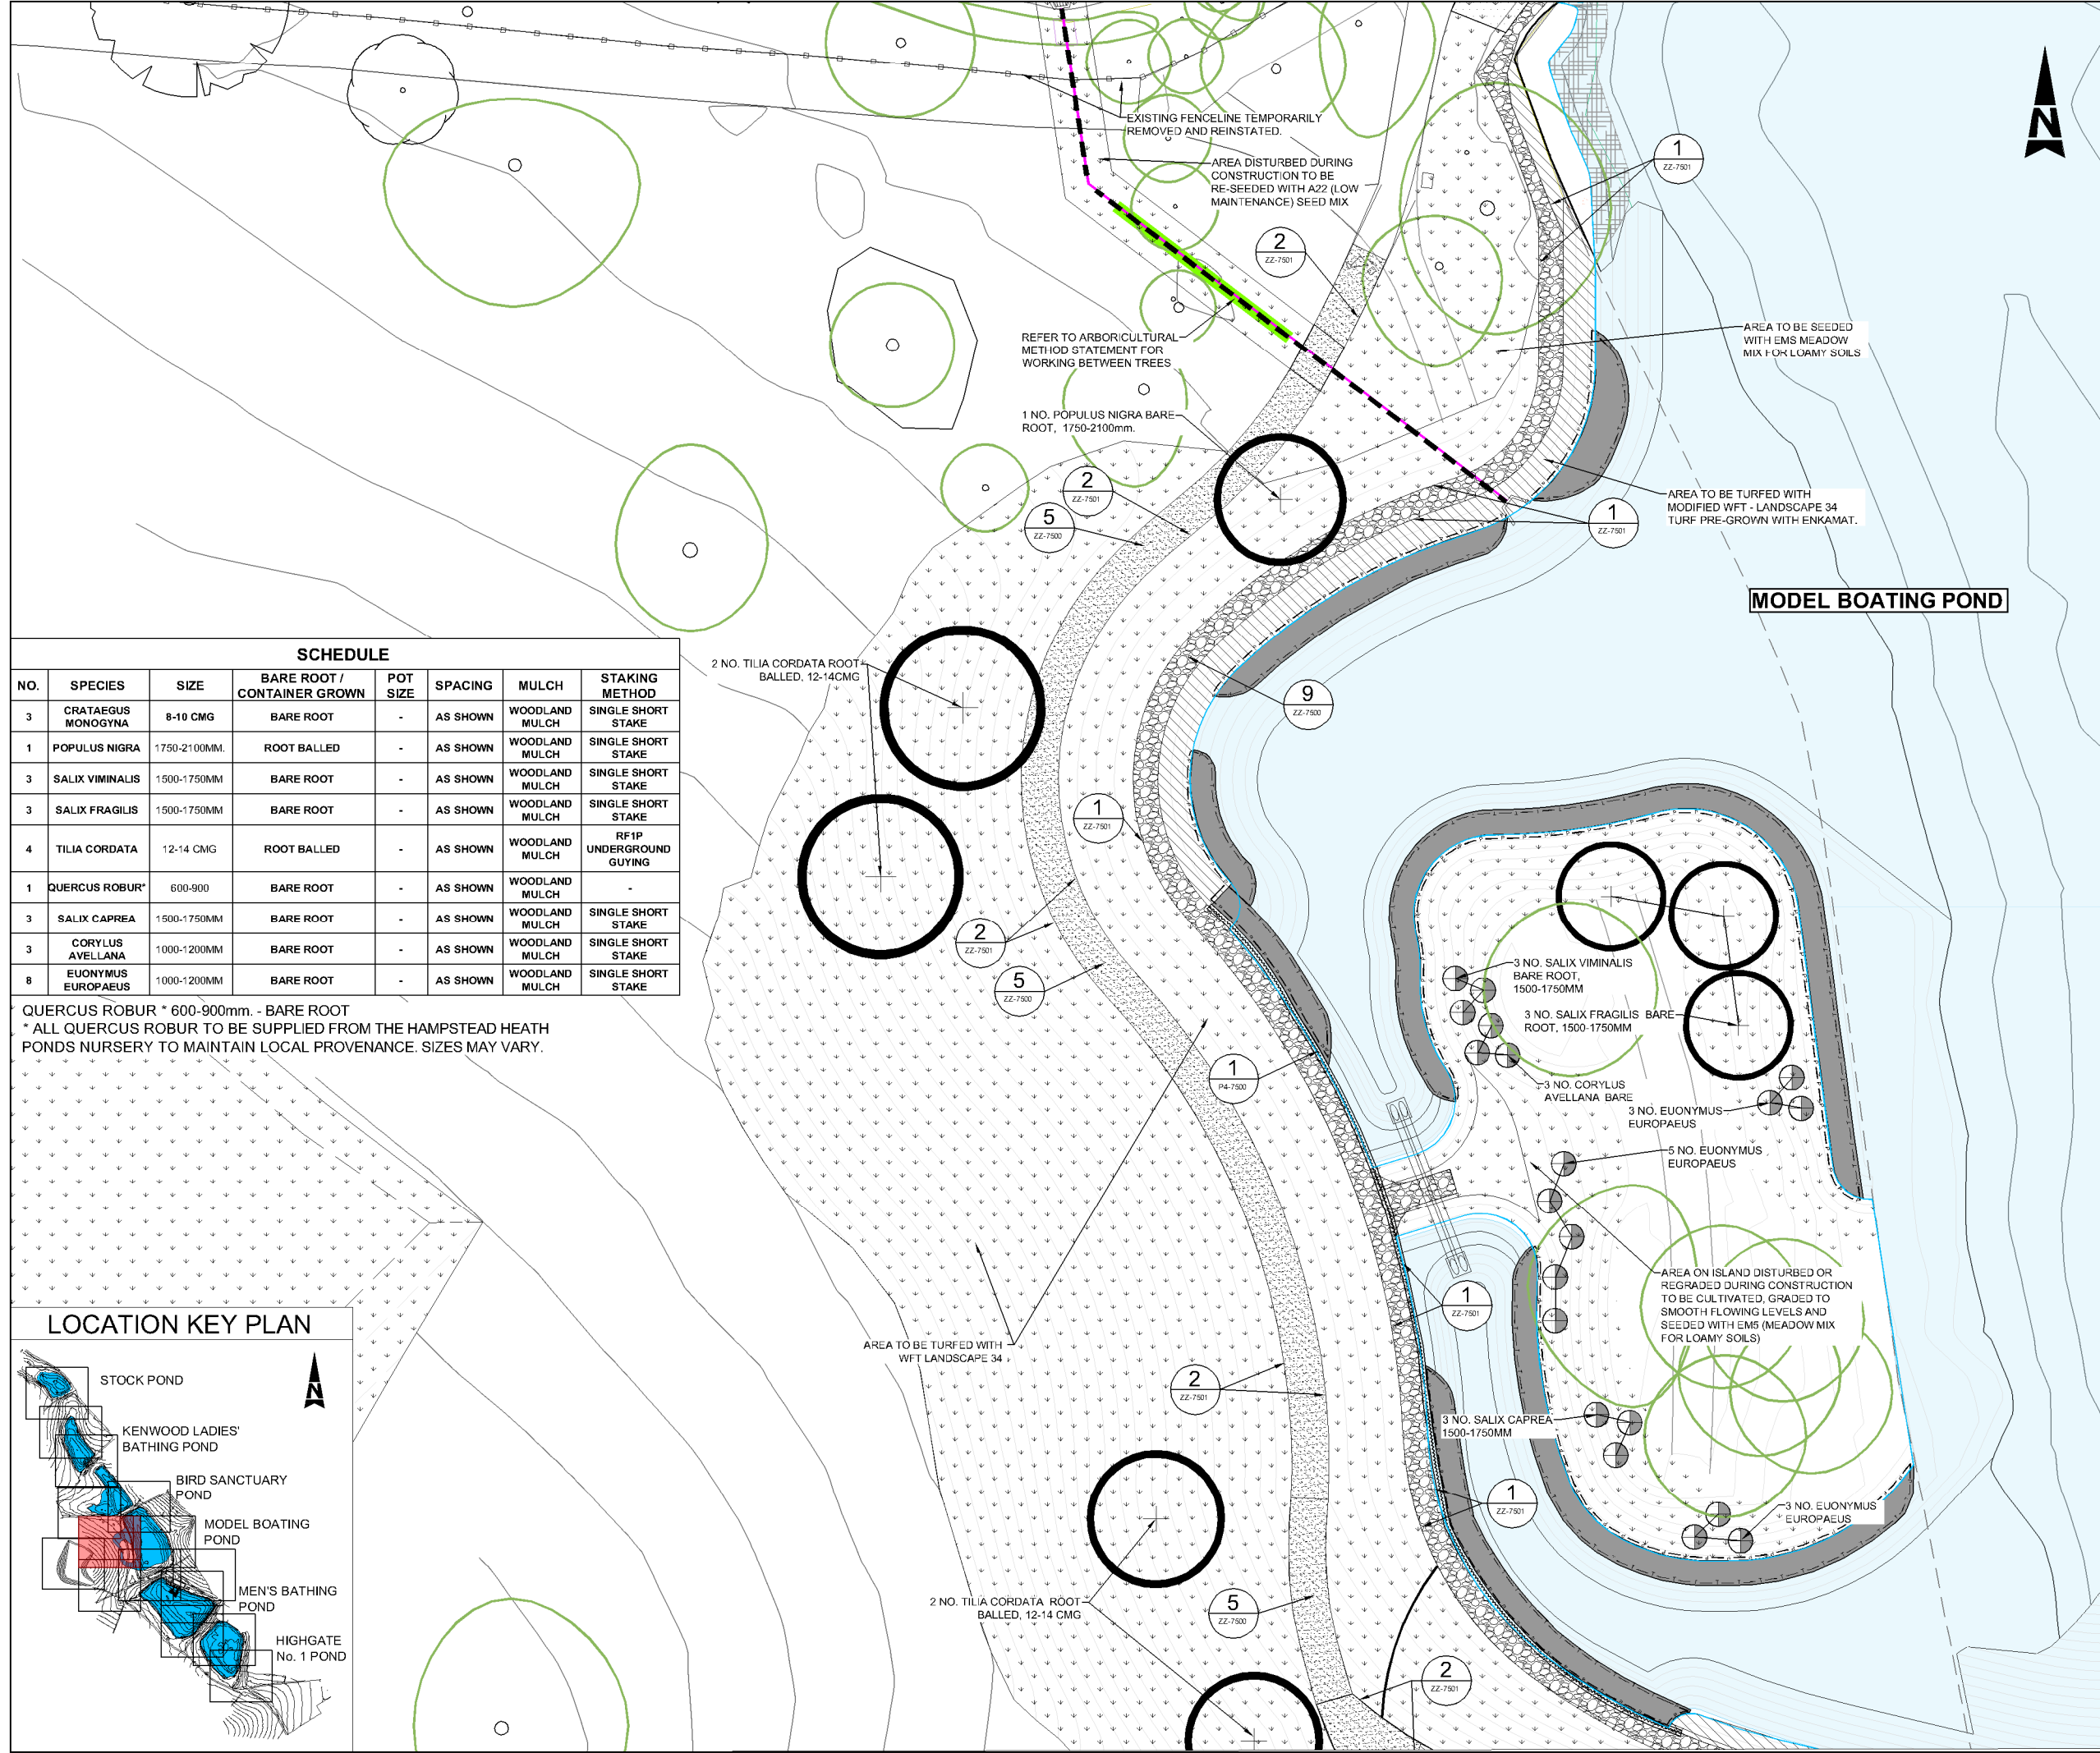 N
EXISTING FENCELINE TEMPORARILY
REMOVED AND REINSTATED.
AREA DISTURBED DURING
CONSTRUCTION TO BE
RE-SEEDED WITH A22 (LOW
MAINTENANCE) SEED MIX
1
ZZ-7501
2
ZZ-7501
REFER TO ARBORICULTURAL
METHOD STATEMENT FOR
WORKING BETWEEN TREES
AREA TO BE SEEDED
WITH EM5 MEADOW
MIX FOR LOAMY SOILS
1 NO. POPULUS NIGRA BARE
ROOT, 1750-2100mm.
2
ZZ-7501
5
ZZ-7500
AREA TO BE TURFED WITH
MODIFIED WFT - LANDSCAPE 34
TURF PRE-GROWN WITH ENKAMAT.
1
ZZ-7501
MODEL BOATING POND
2 NO. TILIA CORDATA ROOT
BALLED, 12-14CMG
9
ZZ-7500
1
ZZ-7501
2
ZZ-7501
5
ZZ-7500
SCHEDULE
NO. SPECIES SIZE BARE ROOT / CONTAINER GROWN POT SIZE SPACING MULCH STAKING METHOD
3 CRATAEGUS MONOGYNA 8-10 CMG BARE ROOT - AS SHOWN WOODLAND MULCH SINGLE SHORT STAKE
1 POPULUS NIGRA 1750-2100MM. ROOT BALLED - AS SHOWN WOODLAND MULCH SINGLE SHORT STAKE
3 SALIX VIMINALIS 1500-1750MM BARE ROOT - AS SHOWN WOODLAND MULCH SINGLE SHORT STAKE
3 SALIX FRAGILIS 1500-1750MM BARE ROOT - AS SHOWN WOODLAND MULCH SINGLE SHORT STAKE
4 TILIA CORDATA 12-14 CMG ROOT BALLED - AS SHOWN WOODLAND MULCH RF1P UNDERGROUND GUYING
1 QUERCUS ROBUR* 600-900 BARE ROOT - AS SHOWN WOODLAND MULCH -
3 SALIX CAPREA 1500-1750MM BARE ROOT - AS SHOWN WOODLAND MULCH SINGLE SHORT STAKE
3 CORYLUS AVELLANA 1000-1200MM BARE ROOT - AS SHOWN WOODLAND MULCH SINGLE SHORT STAKE
8 EUONYMUS EUROPAEUS 1000-1200MM BARE ROOT - AS SHOWN WOODLAND MULCH SINGLE SHORT STAKE
QUERCUS ROBUR * 600-900mm. - BARE ROOT
* ALL QUERCUS ROBUR TO BE SUPPLIED FROM THE HAMPSTEAD HEATH
PONDS NURSERY TO MAINTAIN LOCAL PROVENANCE. SIZES MAY VARY.
3 NO. SALIX VIMINALIS
BARE ROOT,
1500-1750MM
3 NO. SALIX FRAGILIS BARE
ROOT, 1500-1750MM
1
P4-7500
3 NO. CORYLUS
AVELLANA BARE
3 NO. EUONYMUS
EUROPAEUS
5 NO. EUONYMUS
EUROPAEUS
AREA ON ISLAND DISTURBED OR
REGRADED DURING CONSTRUCTION
TO BE CULTIVATED, GRADED TO
SMOOTH FLOWING LEVELS AND
SEEDED WITH EM5 (MEADOW MIX
FOR LOAMY SOILS)
1
ZZ-7501
AREA TO BE TURFED WITH
WFT LANDSCAPE 34
2
ZZ-7501
3 NO. SALIX CAPREA
1500-1750MM
1
ZZ-7501
3 NO. EUONYMUS
EUROPAEUS
2 NO. TILIA CORDATA ROOT
BALLED, 12-14 CMG
5
ZZ-7500
2
ZZ-7501
LOCATION KEY PLAN
N
STOCK POND
KENWOOD LADIES'
BATHING POND
BIRD SANCTUARY
POND
MODEL BOATING
POND
MEN'S BATHING
POND
HIGHGATE
No. 1 POND